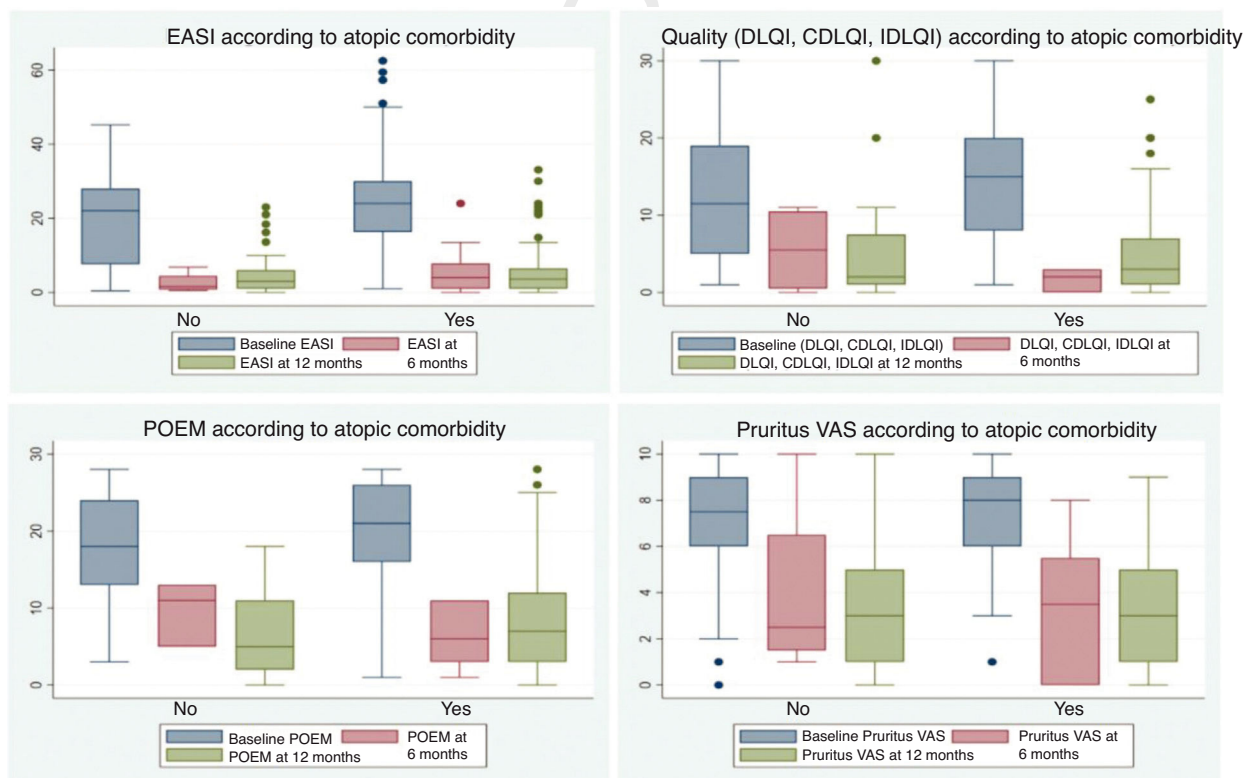 EASI according to atopic comorbidity
60
40
20
0
No
Yes
Baseline EASI
EASI at
EASI at 12 months
6 months
Quality (DLQI, CDLQI, IDLQI) according to atopic comorbidity
30
20
10
0
No
Yes
Baseline (DLQI, CDLQI, IDLQI)
DLQI, CDLQI, IDLQI at
DLQI, CDLQI, IDLQI at 12 months
6 months
POEM according to atopic comorbidity
30
20
10
0
No
Yes
Baseline POEM
POEM at
POEM at 12 months
6 months
Pruritus VAS according to atopic comorbidity
10
8
6
4
2
0
No
Yes
Baseline Pruritus VAS
Pruritus VAS at
Pruritus VAS at 12 months
6 months